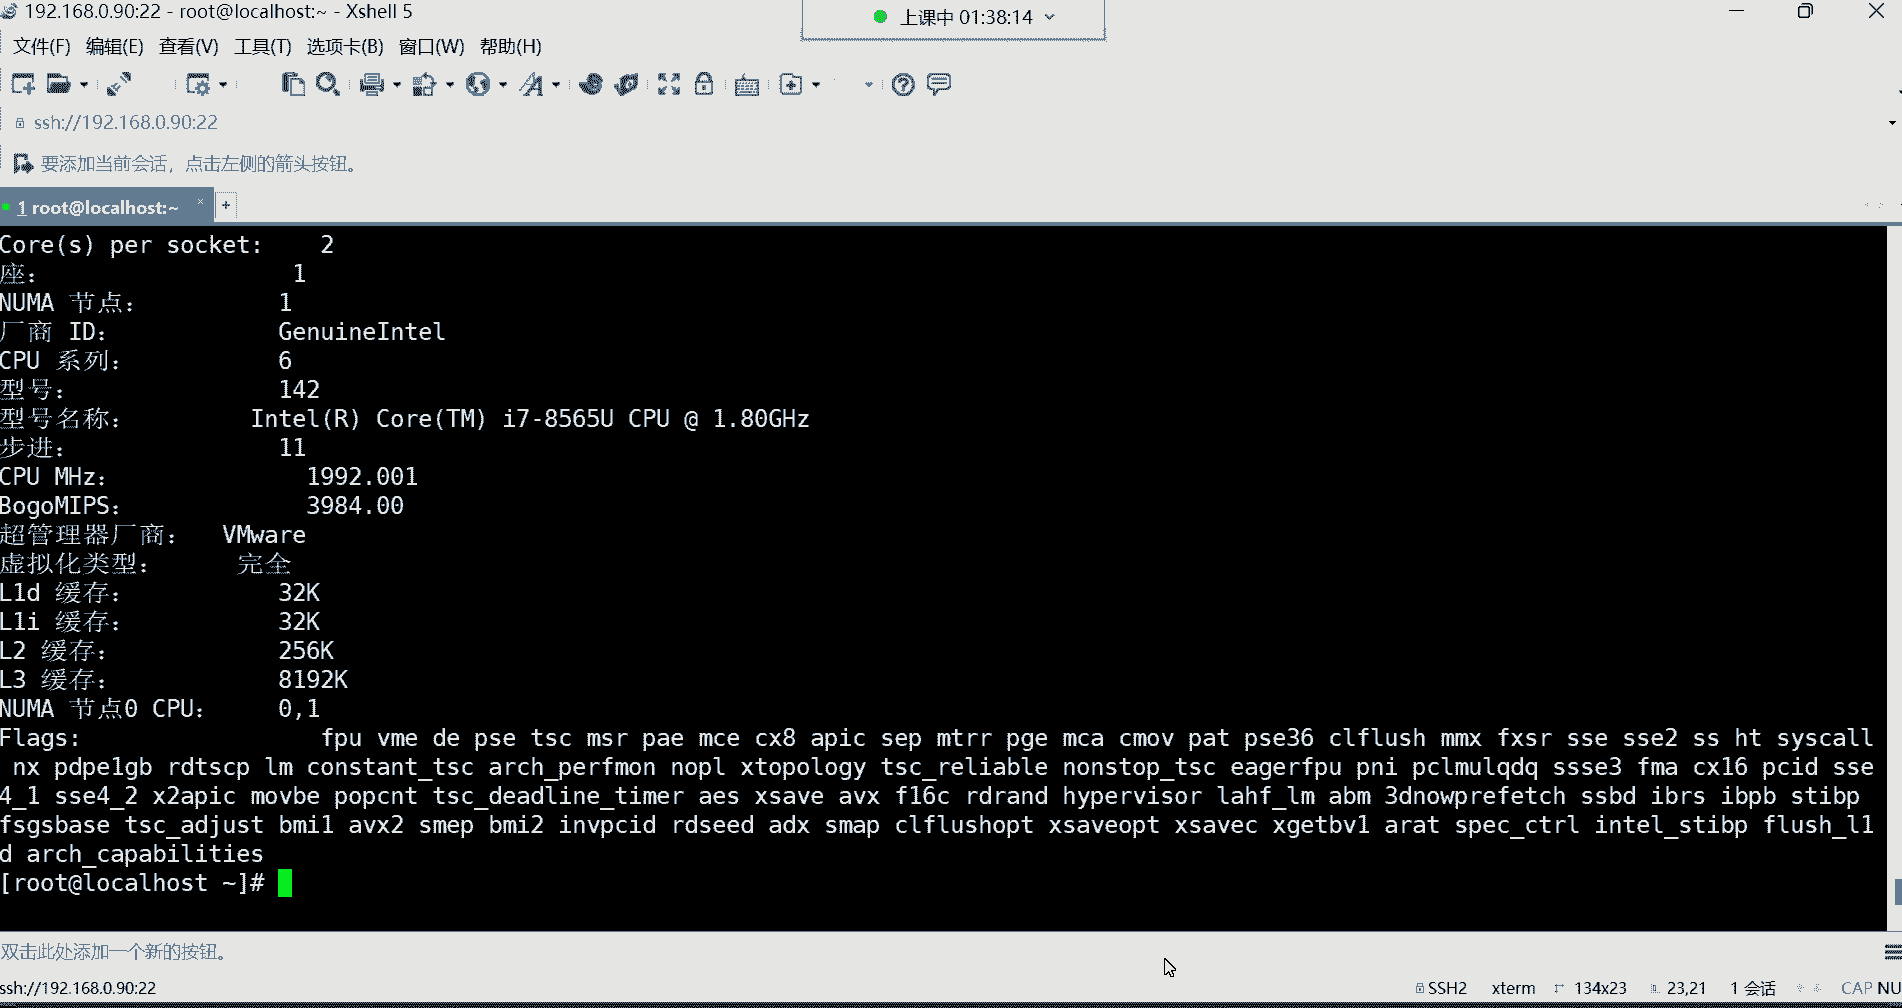 192.168.0.90:22 - root@localhost:~ - Xshell 5
上课中 01:38:14
文件(F) 编辑(E) 查看(V) 工具(T) 选项卡(B) 窗口(W) 帮助(H)
ssh://192.168.0.90:22
要添加当前会话，点击左侧的箭头按钮。
1 root@localhost:~ × +
Core(s) per socket: 2
座： 1
NUMA 节点： 1
厂商 ID： GenuineIntel
CPU 系列： 6
型号： 142
型号名称： Intel(R) Core(TM) i7-8565U CPU @ 1.80GHz
步进： 11
CPU MHz： 1992.001
BogoMIPS： 3984.00
超管理器厂商： VMware
虚拟化类型： 完全
L1d 缓存： 32K
L1i 缓存： 32K
L2 缓存： 256K
L3 缓存： 8192K
NUMA 节点0 CPU： 0,1
Flags: fpu vme de pse tsc msr pae mce cx8 apic sep mtrr pge mca cmov pat pse36 clflush mmx fxsr sse sse2 ss ht syscall
nx pdpe1gb rdtscp lm constant_tsc arch_perfmon nopl xtopology tsc_reliable nonstop_tsc eagerfpu pni pclmulqdq ssse3 fma cx16 pcid sse
4_1 sse4_2 x2apic movbe popcnt tsc_deadline_timer aes xsave avx f16c rdrand hypervisor lahf_lm abm 3dnowprefetch ssbd ibrs ibpb stibp
fsgsbase tsc_adjust bmi1 avx2 smep bmi2 invpcid rdseed adx smap clflushopt xsaveopt xsavec xgetbv1 arat spec_ctrl intel_stibp flush_l1
d arch_capabilities
[root@localhost ~]#
双击此处添加一个新的按钮。
ssh://192.168.0.90:22 SSH2 xterm 134x23 23,21 1 会话 CAP NU